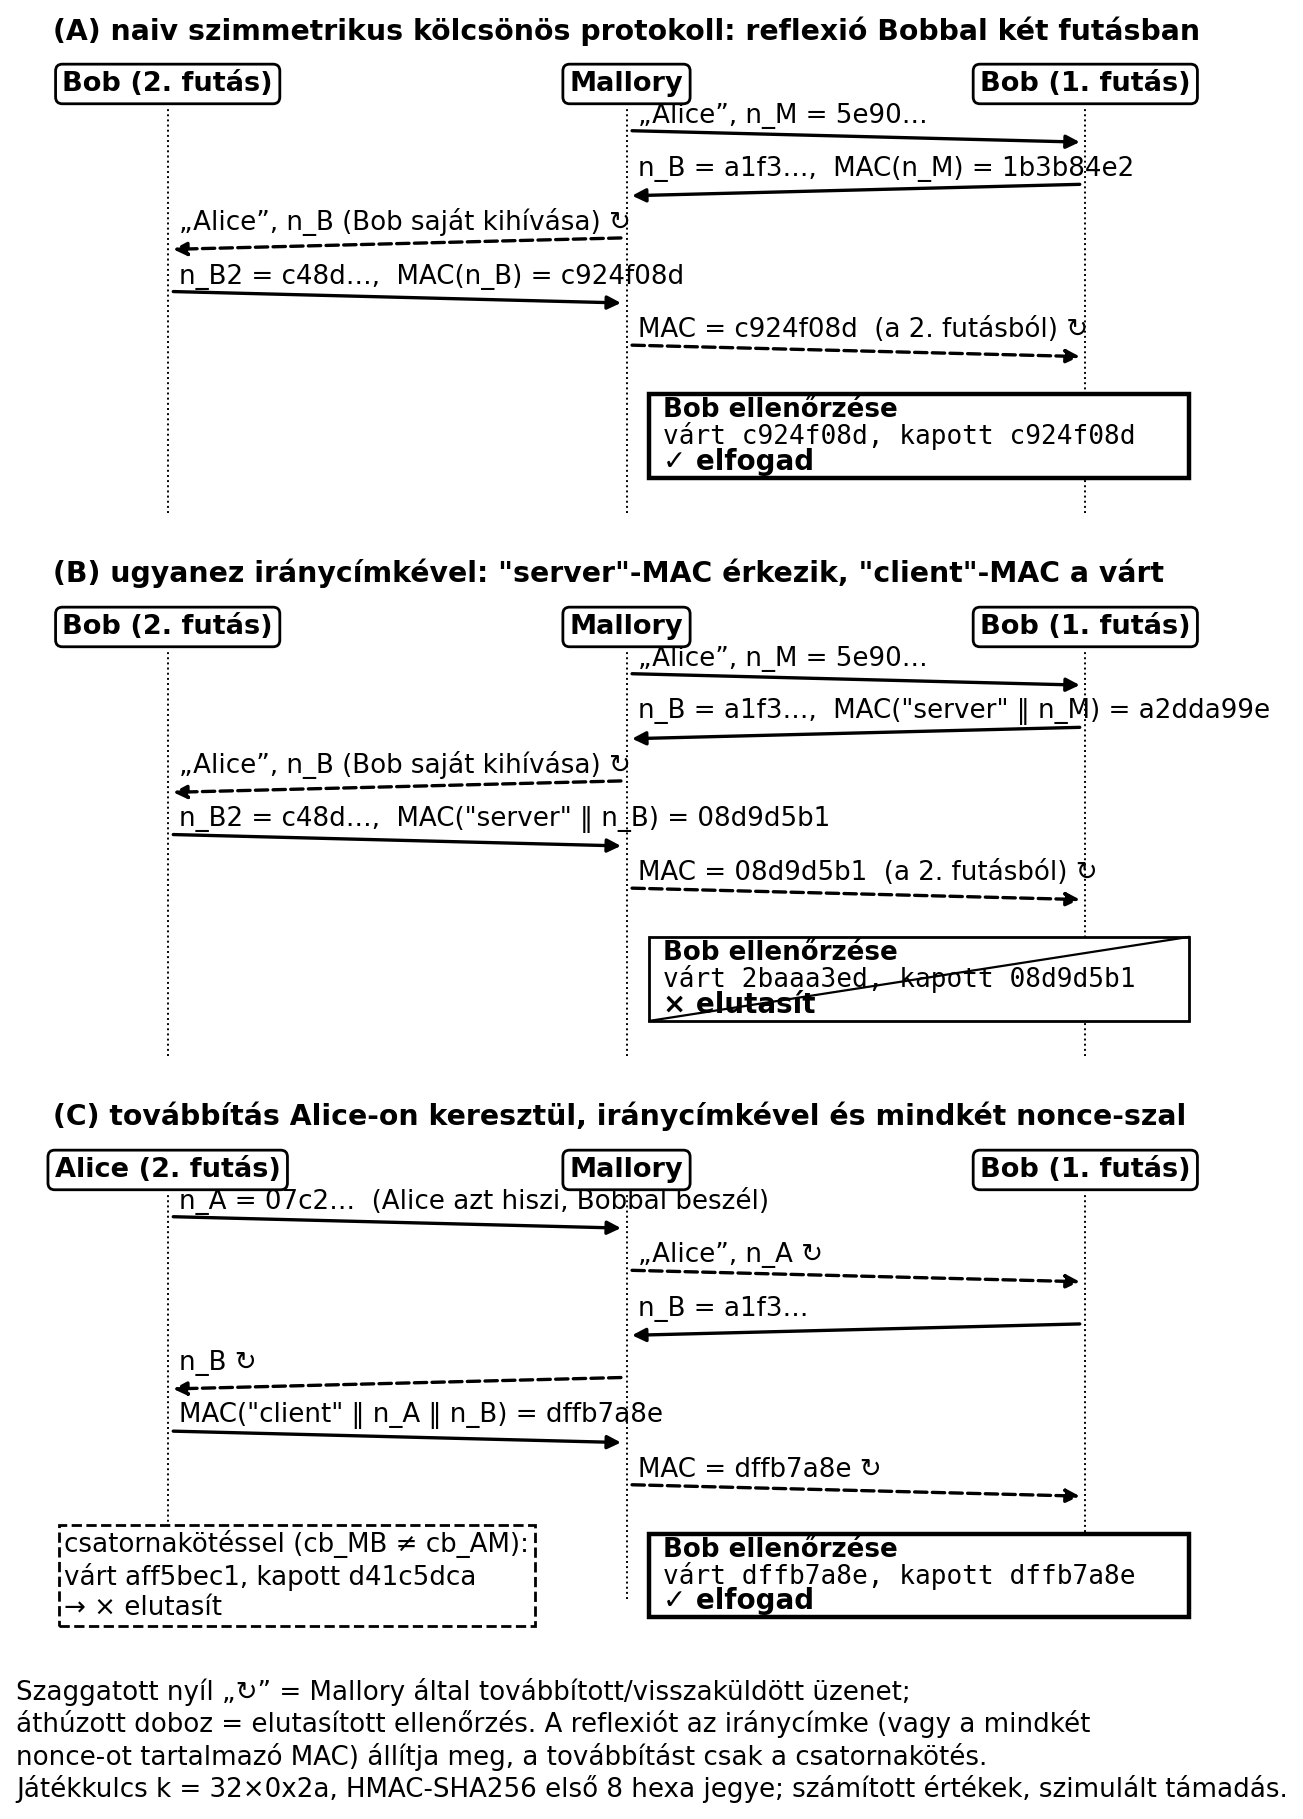 (A) naiv szimmetrikus kölcsönös protokoll: reflexió Bobbal két futásban
Bob (2. futás)
Mallory
Bob (1. futás)
„Alice”, n_M = 5e90…
n_B = a1f3…,  MAC(n_M) = 1b3b84e2
„Alice”, n_B (Bob saját kihívása) ↻
n_B2 = c48d…,  MAC(n_B) = c924f08d
MAC = c924f08d  (a 2. futásból) ↻
Bob ellenőrzése
várt c924f08d, kapott c924f08d
✓ elfogad
(B) ugyanez iránycímkével: "server"-MAC érkezik, "client"-MAC a várt
Bob (2. futás)
Mallory
Bob (1. futás)
„Alice”, n_M = 5e90…
n_B = a1f3…,  MAC("server" ‖ n_M) = a2dda99e
„Alice”, n_B (Bob saját kihívása) ↻
n_B2 = c48d…,  MAC("server" ‖ n_B) = 08d9d5b1
MAC = 08d9d5b1  (a 2. futásból) ↻
Bob ellenőrzése
várt 2baaa3ed, kapott 08d9d5b1
× elutasít
(C) továbbítás Alice-on keresztül, iránycímkével és mindkét nonce-szal
Alice (2. futás)
Mallory
Bob (1. futás)
n_A = 07c2…  (Alice azt hiszi, Bobbal beszél)
„Alice”, n_A ↻
n_B = a1f3…
n_B ↻
MAC("client" ‖ n_A ‖ n_B) = dffb7a8e
MAC = dffb7a8e ↻
csatornakötéssel (cb_MB ≠ cb_AM):
várt aff5bec1, kapott d41c5dca
→ × elutasít
Bob ellenőrzése
várt dffb7a8e, kapott dffb7a8e
✓ elfogad
Szaggatott nyíl „↻” = Mallory által továbbított/visszaküldött üzenet;
áthúzott doboz = elutasított ellenőrzés. A reflexiót az iránycímke (vagy a mindkét
nonce-ot tartalmazó MAC) állítja meg, a továbbítást csak a csatornakötés.
Játékkulcs k = 32×0x2a, HMAC-SHA256 első 8 hexa jegye; számított értékek, szimulált támadás.